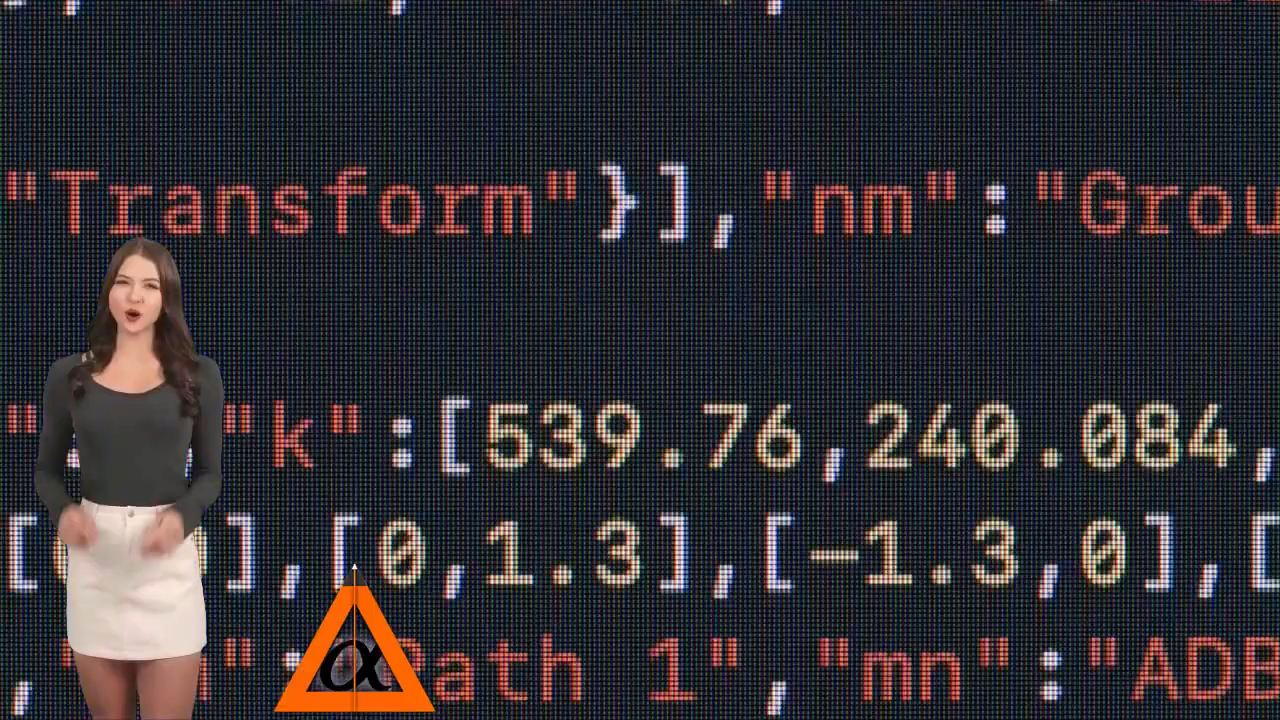 "Transform"}],"nm":"Grou
"k":[539.76,240.084,
[0,1.3],[-1.3,0],[
"Path 1","mn":"ADB
α